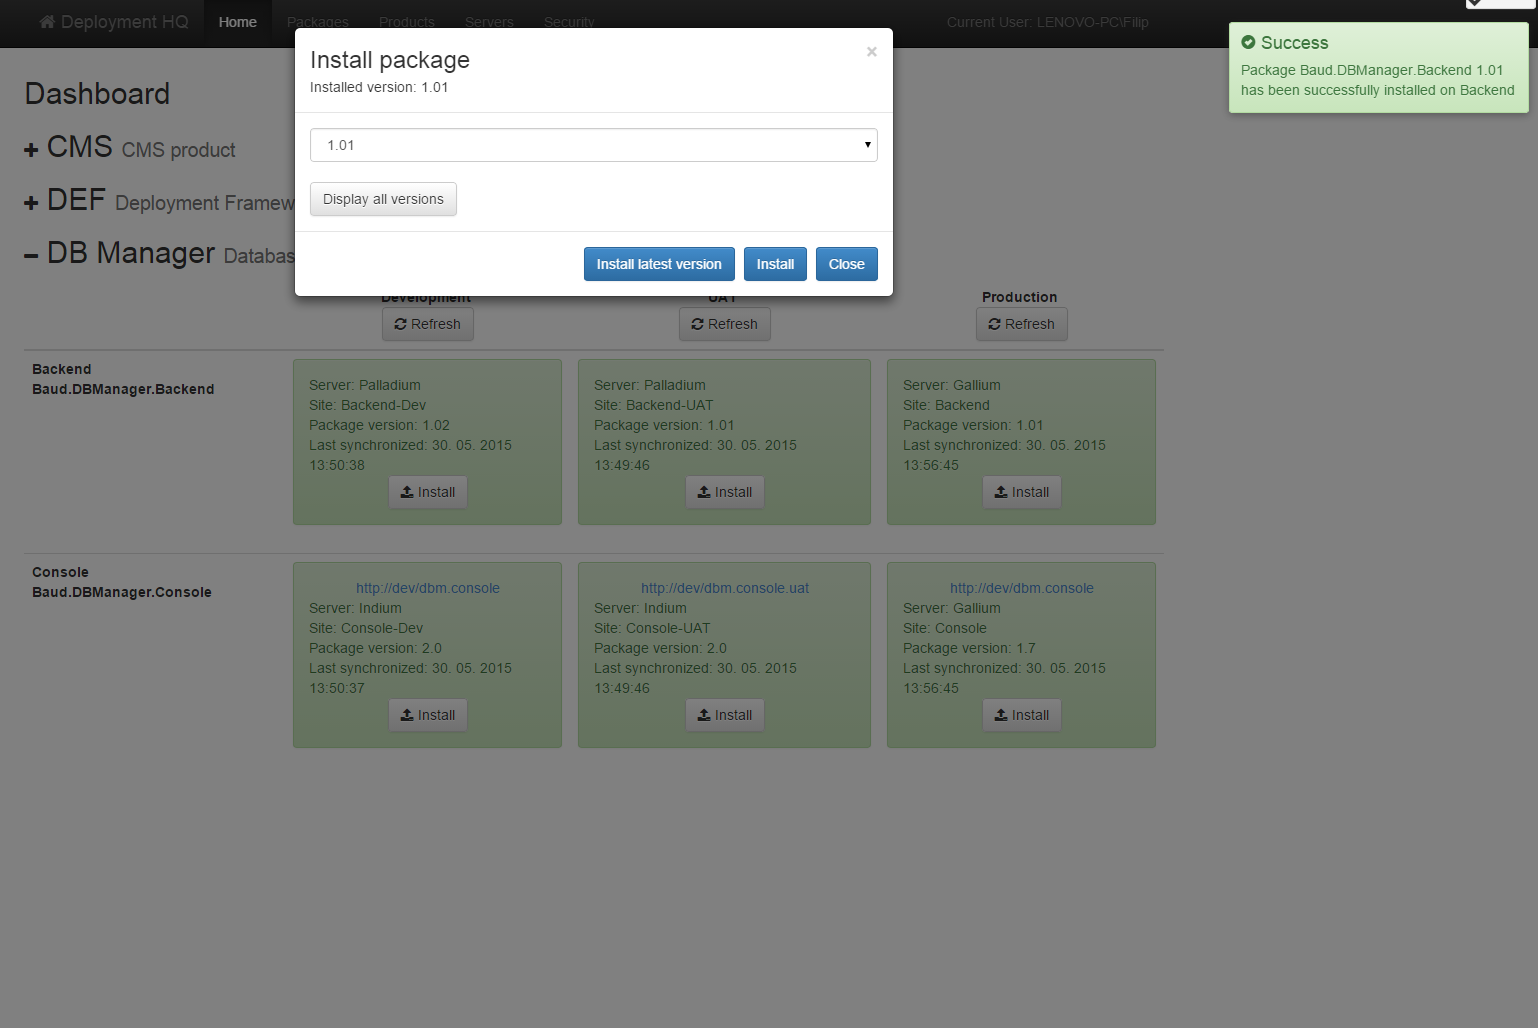 Deployment HQ Home Packages Products Servers Security Current User: LENOVO-PC\Filip
Success
Package Baud.DBManager.Backend 1.01
has been successfully installed on Backend
Install package ×
Installed version: 1.01
1.01
Display all versions
Install latest version Install Close
Dashboard
CMS CMS product
DEF Deployment Framew
DB Manager Databas
Development UAT Production
Refresh Refresh Refresh
Backend
Baud.DBManager.Backend
Server: Palladium
Site: Backend-Dev
Package version: 1.02
Last synchronized: 30. 05. 2015
13:50:38
Install
Server: Palladium
Site: Backend-UAT
Package version: 1.01
Last synchronized: 30. 05. 2015
13:49:46
Install
Server: Gallium
Site: Backend
Package version: 1.01
Last synchronized: 30. 05. 2015
13:56:45
Install
Console
Baud.DBManager.Console
http://dev/dbm.console
Server: Indium
Site: Console-Dev
Package version: 2.0
Last synchronized: 30. 05. 2015
13:50:37
Install
http://dev/dbm.console.uat
Server: Indium
Site: Console-UAT
Package version: 2.0
Last synchronized: 30. 05. 2015
13:49:46
Install
http://dev/dbm.console
Server: Gallium
Site: Console
Package version: 1.7
Last synchronized: 30. 05. 2015
13:56:45
Install